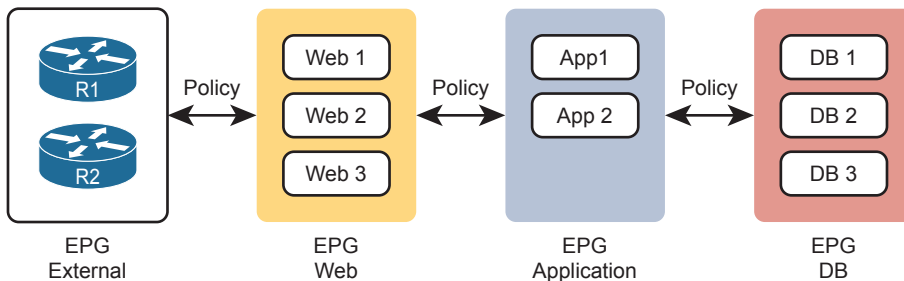 R1
R2
Policy
Web 1
Web 2
Web 3
Policy
App1
App 2
Policy
DB 1
DB 2
DB 3
EPG
External
EPG
Web
EPG
Application
EPG
DB